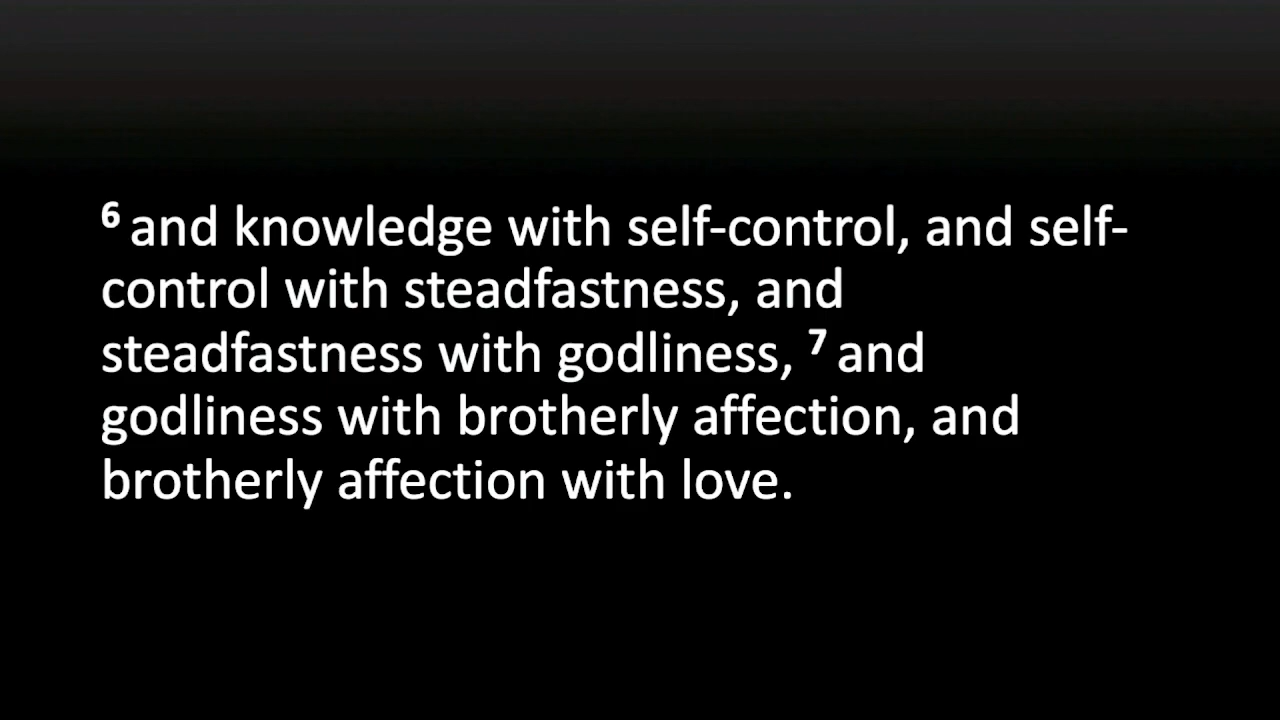 6 and knowledge with self-control, and self-
control with steadfastness, and
steadfastness with godliness, 7 and
godliness with brotherly affection, and
brotherly affection with love.